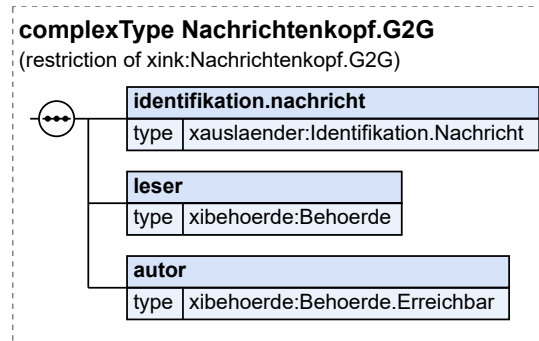 complexType Nachrichtenkopf.G2G
(restriction of xink:Nachrichtenkopf.G2G)
identifikation.nachricht
type xauslaender:Identifikation.Nachricht
leser
type xibehoerde:Behoerde
autor
type xibehoerde:Behoerde.Erreichbar